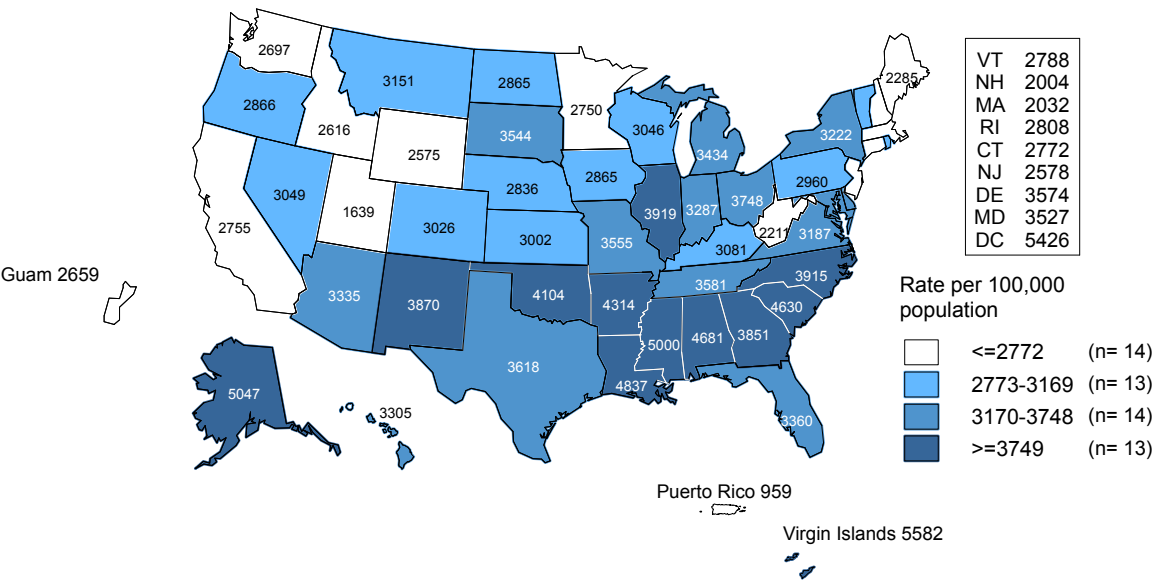 2697
3151
2865
2750
2285
2866
2616
3544
3046
3222
2575
3434
2865
2960
2836
3049
1639
3026
3002
3919
3287
3748
2211
3187
2755
3555
3081
3335
3870
4104
4314
3581
3915
4630
5000
4681
3851
3618
4837
3360
Guam 2659
5047
3305
Puerto Rico 959
Virgin Islands 5582
VT 2788
NH 2004
MA 2032
RI 2808
CT 2772
NJ 2578
DE 3574
MD 3527
DC 5426
Rate per 100,000
population
<=2772 (n= 14)
2773-3169 (n= 13)
3170-3748 (n= 14)
>=3749 (n= 13)